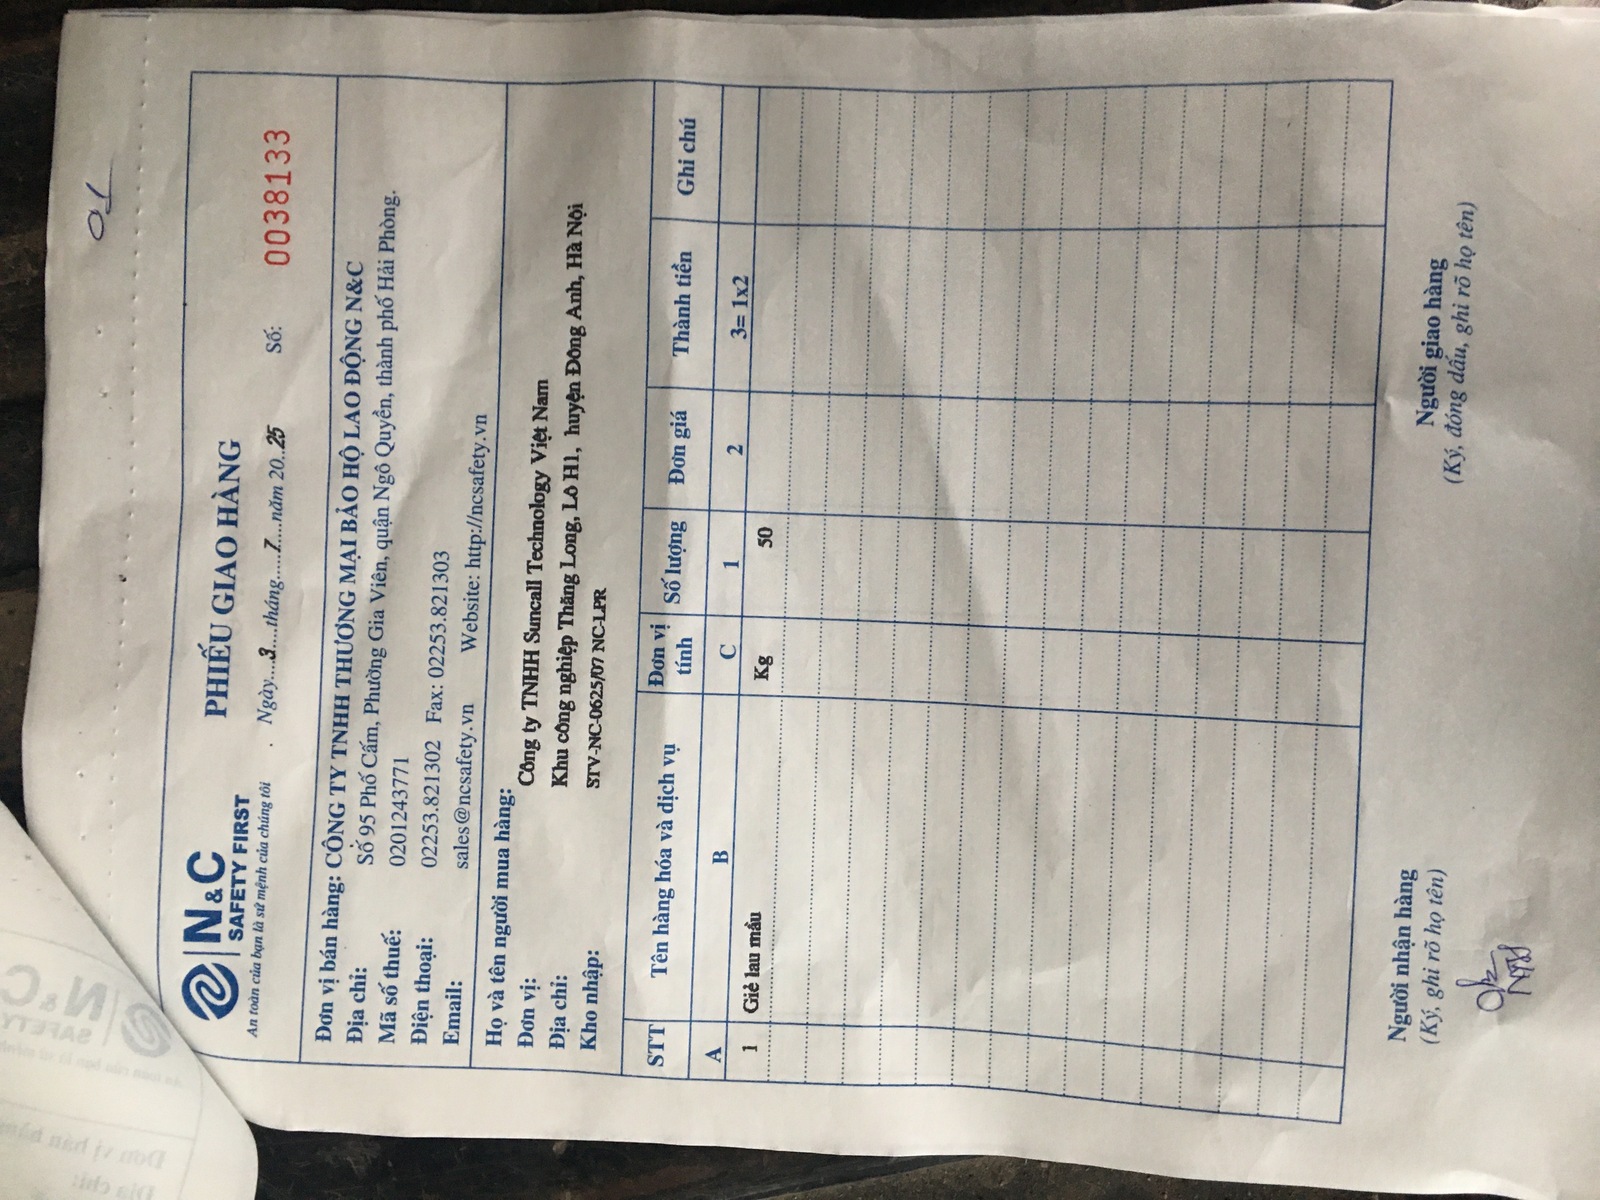 01
N&C
SAFETY FIRST
An toàn của bạn là sứ mệnh của chúng tôi
PHIẾU GIAO HÀNG
Ngày...3...tháng.....7.....năm 20..25 Số: 0038133
Đơn vị bán hàng: CÔNG TY TNHH THƯƠNG MẠI BẢO HỘ LAO ĐỘNG N&C
Địa chỉ: Số 95 Phố Cấm, Phường Gia Viên, quận Ngô Quyền, thành phố Hải Phòng.
Mã số thuế: 0201243771
Điện thoại: 02253.821302 Fax: 02253.821303
Email: sales@ncsafety.vn Website: http://ncsafety.vn
Họ và tên người mua hàng:
Đơn vị: Công ty TNHH Suncall Technology Việt Nam
Địa chỉ: Khu công nghiệp Thăng Long, Lô H1, huyện Đông Anh, Hà Nội
Kho nhập: STV-NC-0625/07 NC-LPR
STT Tên hàng hóa và dịch vụ Đơn vị tính Số lượng Đơn giá Thành tiền Ghi chú
A B C 1 2 3= 1x2
1 Giẻ lau mầu Kg 50
Người nhận hàng Người giao hàng
(Ký, ghi rõ họ tên) (Ký, đóng dấu, ghi rõ họ tên)